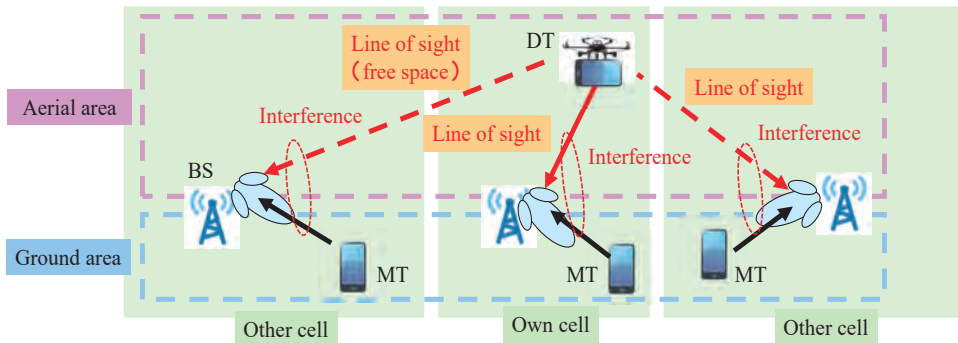 Line of sight
(free space)
DT
Line of sight
Aerial area
Interference
Line of sight
Interference
Interference
BS
Ground area
MT
MT
MT
Other cell
Own cell
Other cell